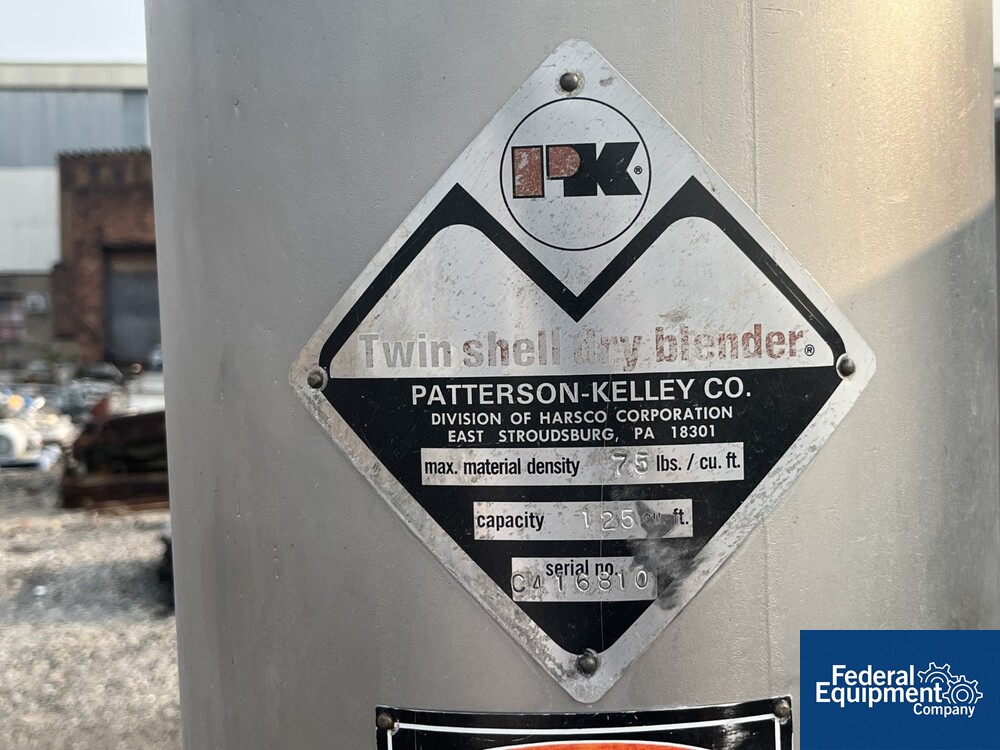 PK®
Twin shell dry blender®
PATTERSON-KELLEY CO.
DIVISION OF HARSCO CORPORATION
EAST STROUDSBURG, PA 18301
max. material density 75 lbs. / cu. ft.
capacity 125 cu. ft.
serial no.
C416810
Federal
Equipment
Company